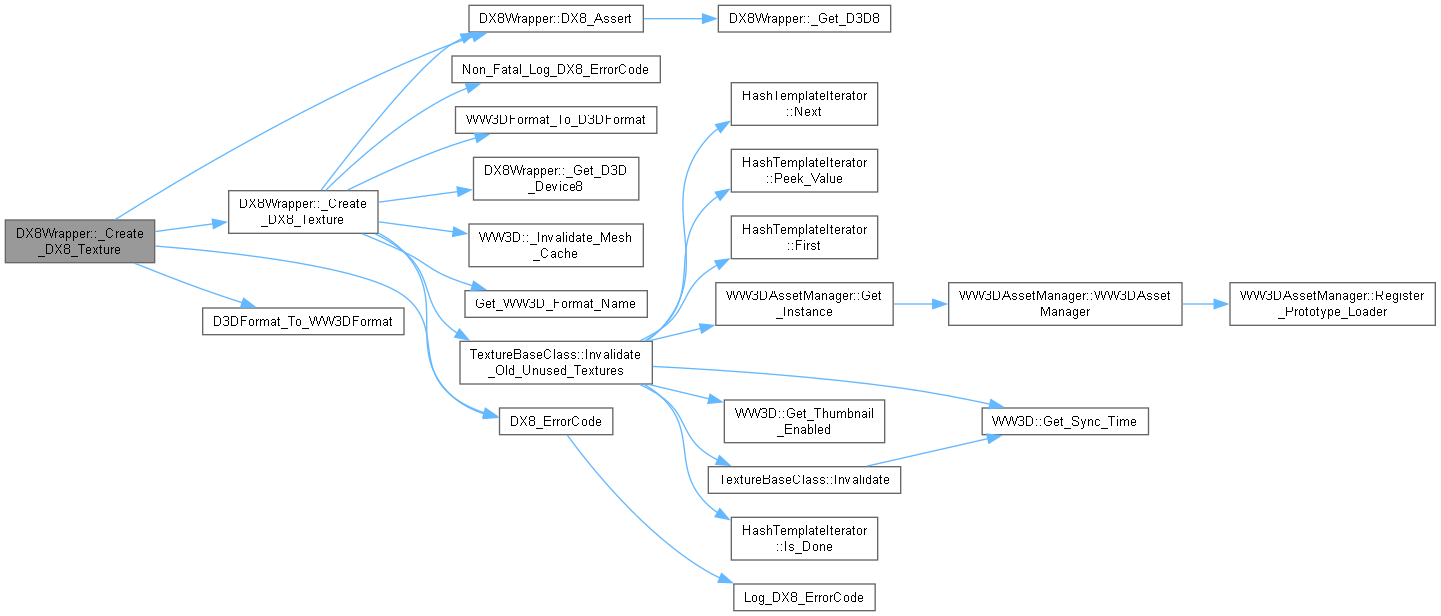 DX8Wrapper::_Create
_DX8_Texture
DX8Wrapper::_Create
_DX8_Texture
D3DFormat_To_WW3DFormat
DX8Wrapper::DX8_Assert
Non_Fatal_Log_DX8_ErrorCode
WW3DFormat_To_D3DFormat
DX8Wrapper::_Get_D3D
_Device8
WW3D::_Invalidate_Mesh
_Cache
Get_WW3D_Format_Name
TextureBaseClass::Invalidate
_Old_Unused_Textures
DX8_ErrorCode
DX8Wrapper::_Get_D3D8
HashTemplateIterator
::Next
HashTemplateIterator
::Peek_Value
HashTemplateIterator
::First
WW3DAssetManager::Get
_Instance
WW3D::Get_Thumbnail
_Enabled
TextureBaseClass::Invalidate
HashTemplateIterator
::Is_Done
Log_DX8_ErrorCode
WW3DAssetManager::WW3DAsset
Manager
WW3D::Get_Sync_Time
WW3DAssetManager::Register
_Prototype_Loader